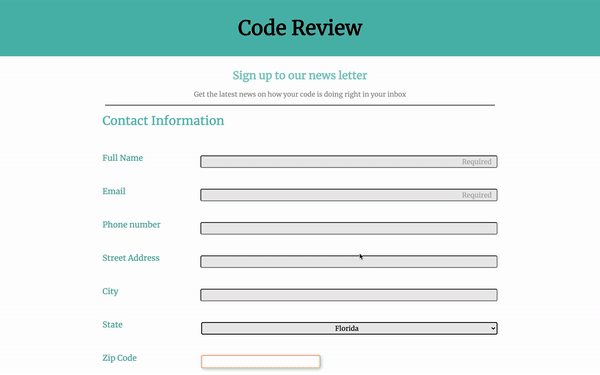 Code Review
Sign up to our news letter
Get the latest news on how your code is doing right in your inbox
Contact Information
Full Name
Required
Email
Required
Phone number
Street Address
City
State
Florida
Zip Code